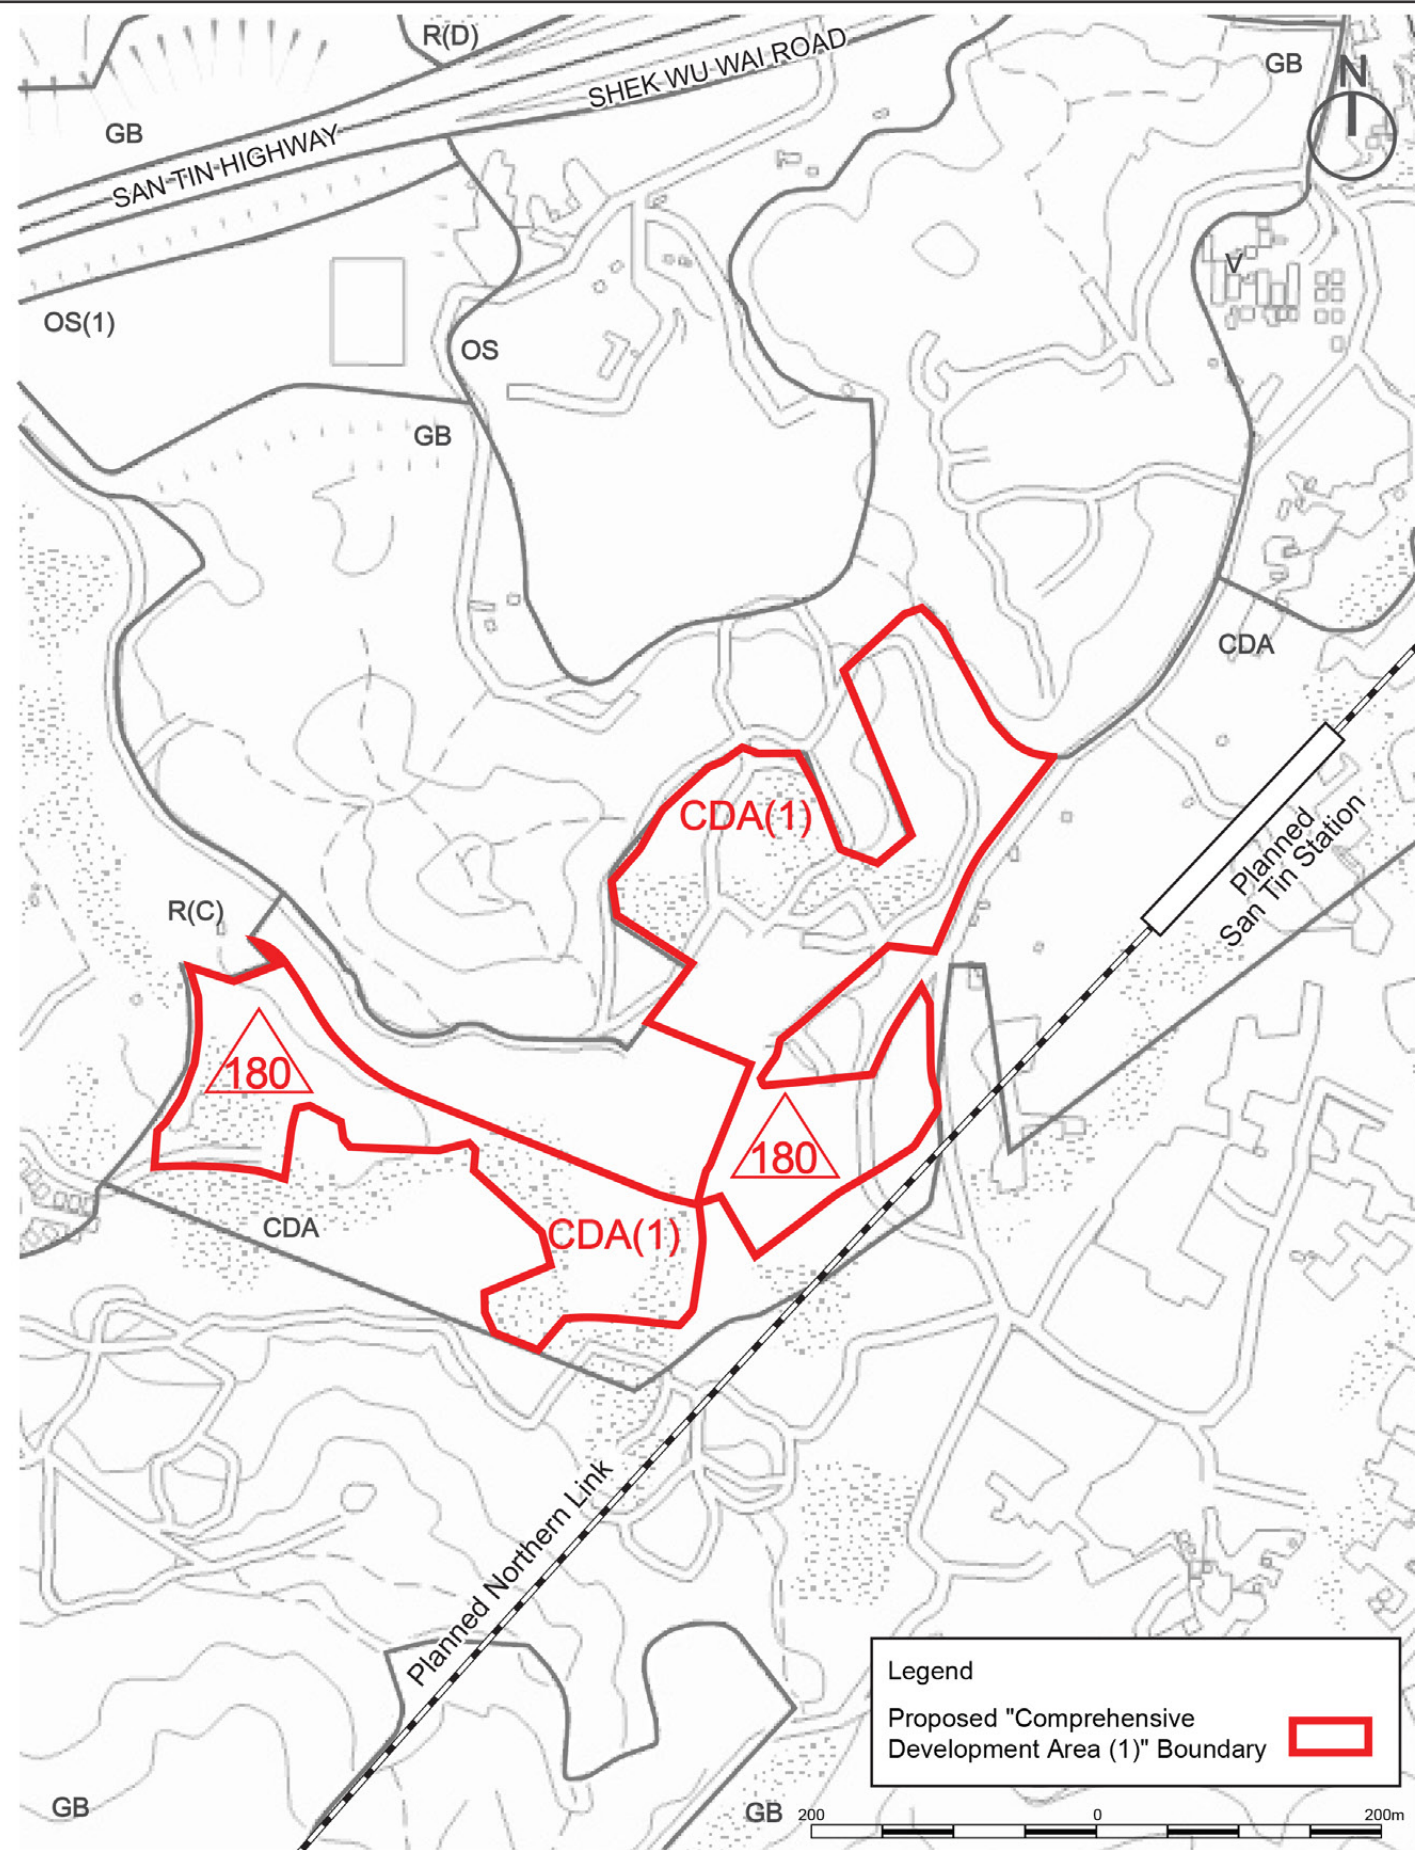 R(D)
SHEK WU WAI ROAD
GB
N
GB
SAN TIN HIGHWAY
V
OS(1)
OS
GB
CDA
CDA(1)
Planned
San Tin Station
R(C)
180
180
CDA
CDA(1)
Planned Northern Link
Legend
Proposed "Comprehensive
Development Area (1)" Boundary
GB
GB
200
0
200m